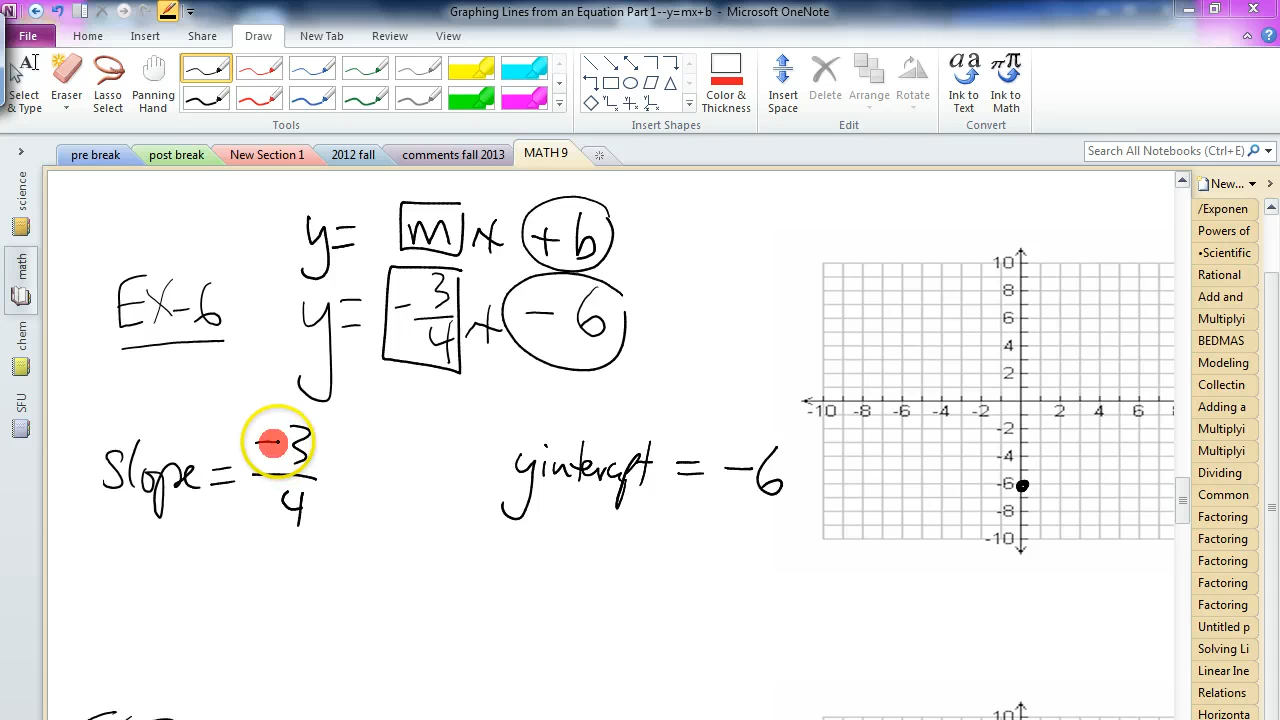 Graphing Lines from an Equation Part 1--y=mx+b - Microsoft OneNote
File Home Insert Share Draw New Tab Review View
Select & Type Eraser Lasso Select Panning Hand Color & Thickness Insert Space Delete Arrange Rotate Ink to Text Ink to Math
Tools Insert Shapes Edit Convert
pre break post break New Section 1 2012 fall comments fall 2013 MATH 9 Search All Notebooks (Ctrl+E)
science
math
chem
SFU
New...
/Exponen
Powers of
•Scientific
Rational
Add and
Multiplyi
BEDMAS
Modeling
Collectin
Adding a
Multiplyi
Multiply I
Dividing
Common
Factoring
Factoring
Factoring
Factoring
Factoring
Untitled p
Solving Li
Linear Ine
Relations
Horizonta
y = mx + b
EX-6 y = -3/4 x - 6
Slope = -3/4
y intercept = -6
10
8
6
4
2
-10 -8 -6 -4 -2 2 4 6
-2
-4
-6
-8
-10
10